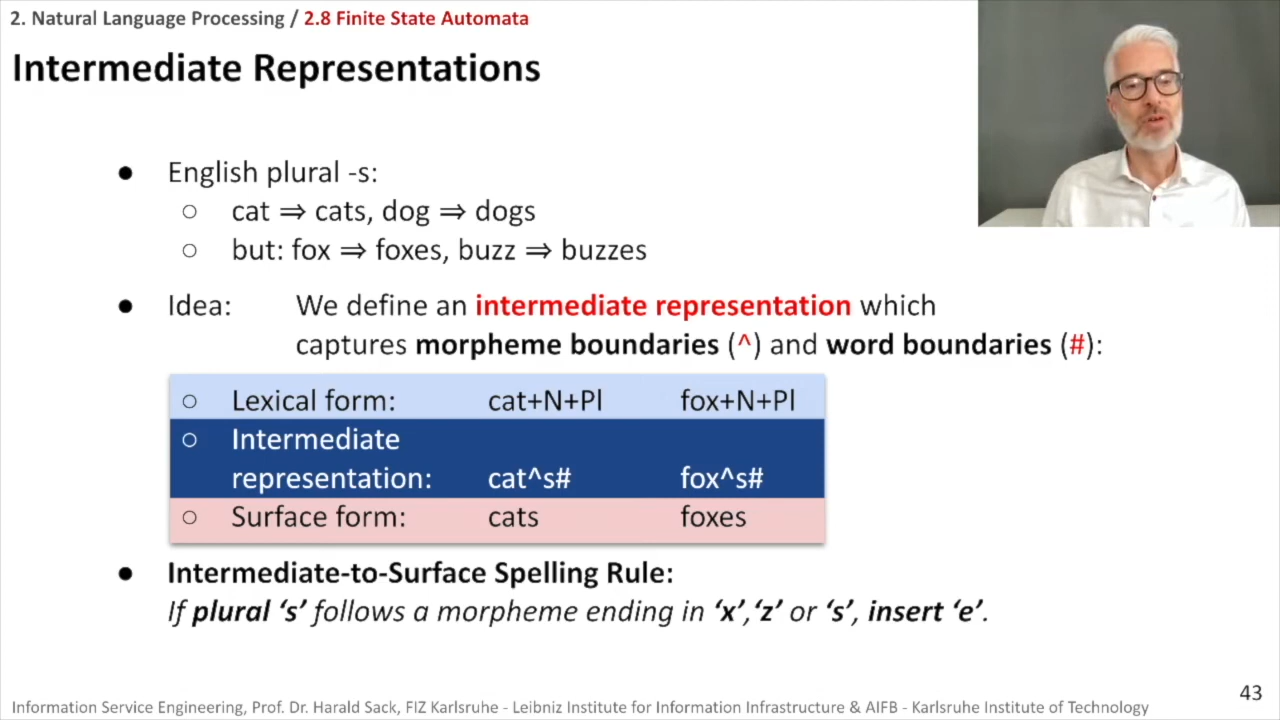 2. Natural Language Processing / 2.8 Finite State Automata
Intermediate Representations
● English plural -s:
○ cat ⇒ cats, dog ⇒ dogs
○ but: fox ⇒ foxes, buzz ⇒ buzzes
● Idea: We define an intermediate representation which
captures morpheme boundaries (^) and word boundaries (#):
○ Lexical form: cat+N+Pl fox+N+Pl
○ Intermediate
representation: cat^s# fox^s#
○ Surface form: cats foxes
● Intermediate-to-Surface Spelling Rule:
If plural ‘s’ follows a morpheme ending in ‘x’,‘z’ or ‘s’, insert ‘e’.
43
Information Service Engineering, Prof. Dr. Harald Sack, FIZ Karlsruhe - Leibniz Institute for Information Infrastructure & AIFB - Karlsruhe Institute of Technology